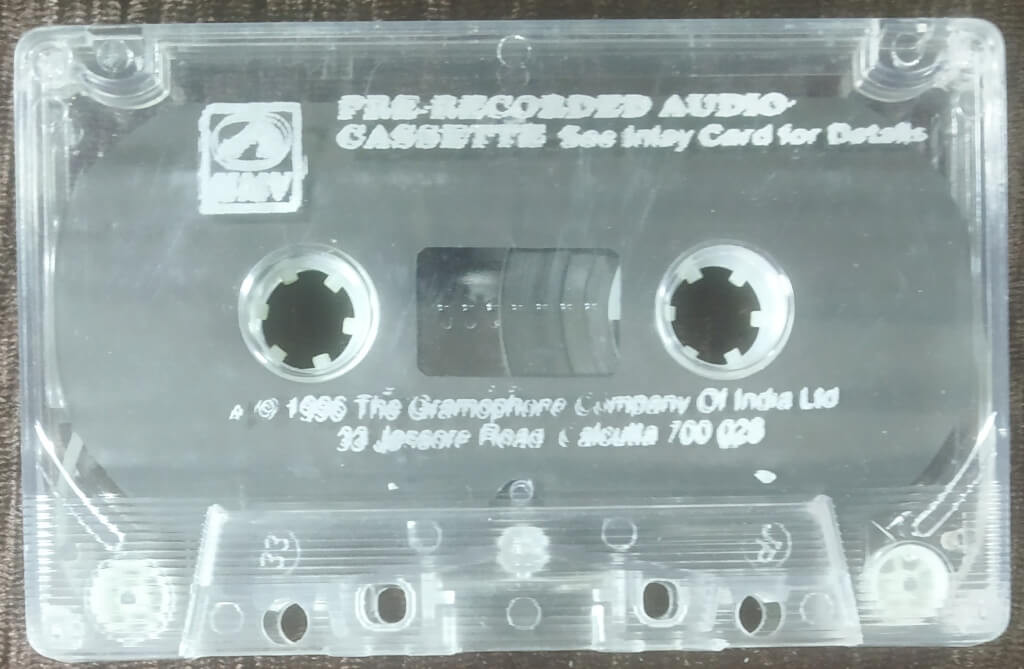 HMV
PRE-RECORDED AUDIO
CASSETTE See Inlay Card for Details
℗ © 1996 The Gramophone Company Of India Ltd
33 Jessore Road Calcutta 700 028
33